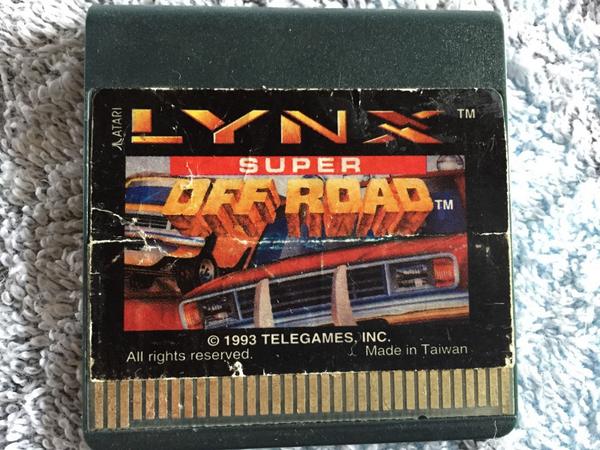 ATARI
LYNX™
SUPER
OFF ROAD™
© 1993 TELEGAMES, INC.
All rights reserved. Made in Taiwan